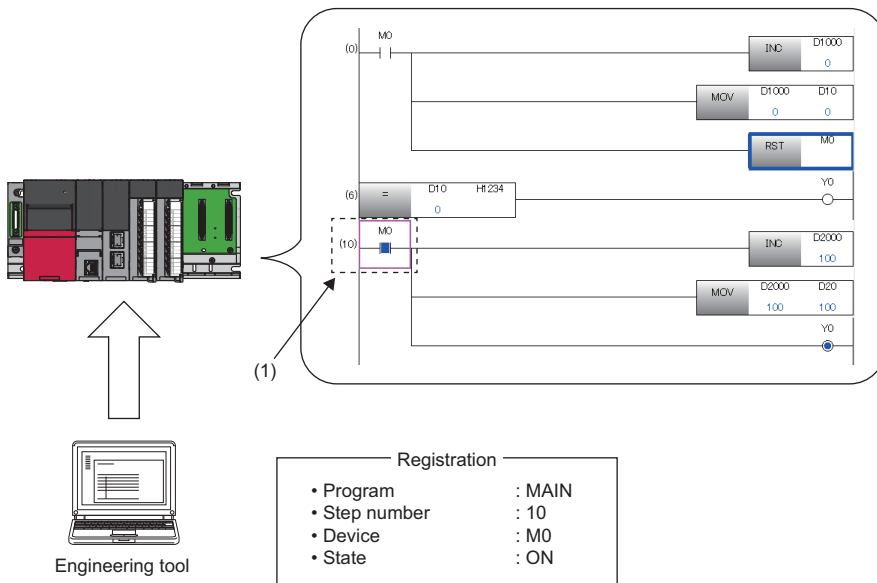 M0
(0)
INC D1000
0
MOV D1000 D10
0 0
RST M0
(6) = D10 H1234
0
Y0
M0
(10)
INC D2000
100
MOV D2000 D20
100 100
Y0
(1)
Engineering tool
Registration
• Program : MAIN
• Step number : 10
• Device : M0
• State : ON